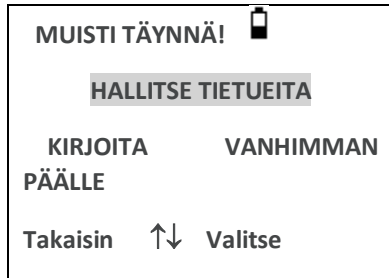 MUISTI TÄYNNÄ!
HALLITSE TIETUEITA
KIRJOITA VANHIMMAN
PÄÄLLE
Takaisin ↑↓ Valitse